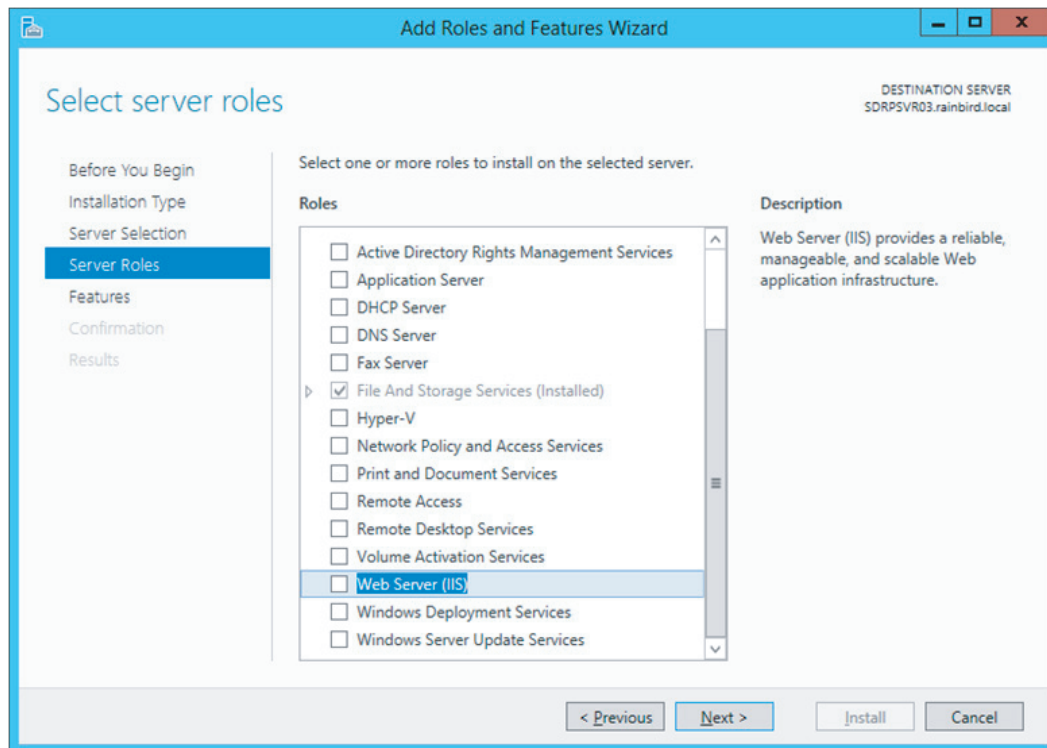 Add Roles and Features Wizard
Select server roles
DESTINATION SERVER
SDRPSVR03.rainbird.local
Before You Begin
Installation Type
Server Selection
Server Roles
Features
Confirmation
Results
Select one or more roles to install on the selected server.
Roles
Active Directory Rights Management Services
Application Server
DHCP Server
DNS Server
Fax Server
File And Storage Services (Installed)
Hyper-V
Network Policy and Access Services
Print and Document Services
Remote Access
Remote Desktop Services
Volume Activation Services
Web Server (IIS)
Windows Deployment Services
Windows Server Update Services
Description
Web Server (IIS) provides a reliable,
manageable, and scalable Web
application infrastructure.
< Previous
Next >
Install
Cancel